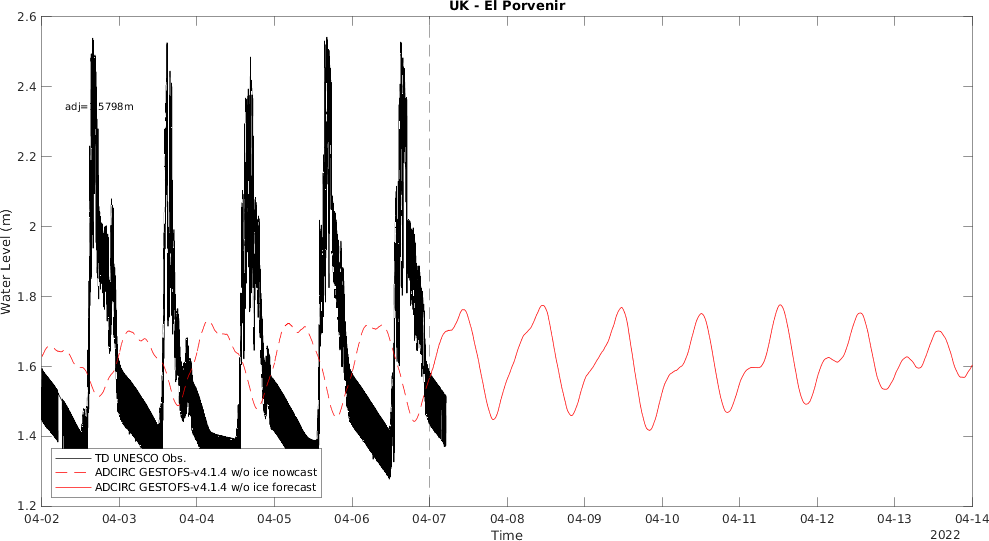 UK - El Porvenir
2.6
2.4
adj= 5798m
2.2
2
1.8
1.6
1.4
1.2
Water Level (m)
TD UNESCO Obs.
ADCIRC GESTOFS-v4.1.4 w/o ice nowcast
ADCIRC GESTOFS-v4.1.4 w/o ice forecast
04-02 04-03 04-04 04-05 04-06 04-07 04-08 04-09 04-10 04-11 04-12 04-13 04-14
Time
2022